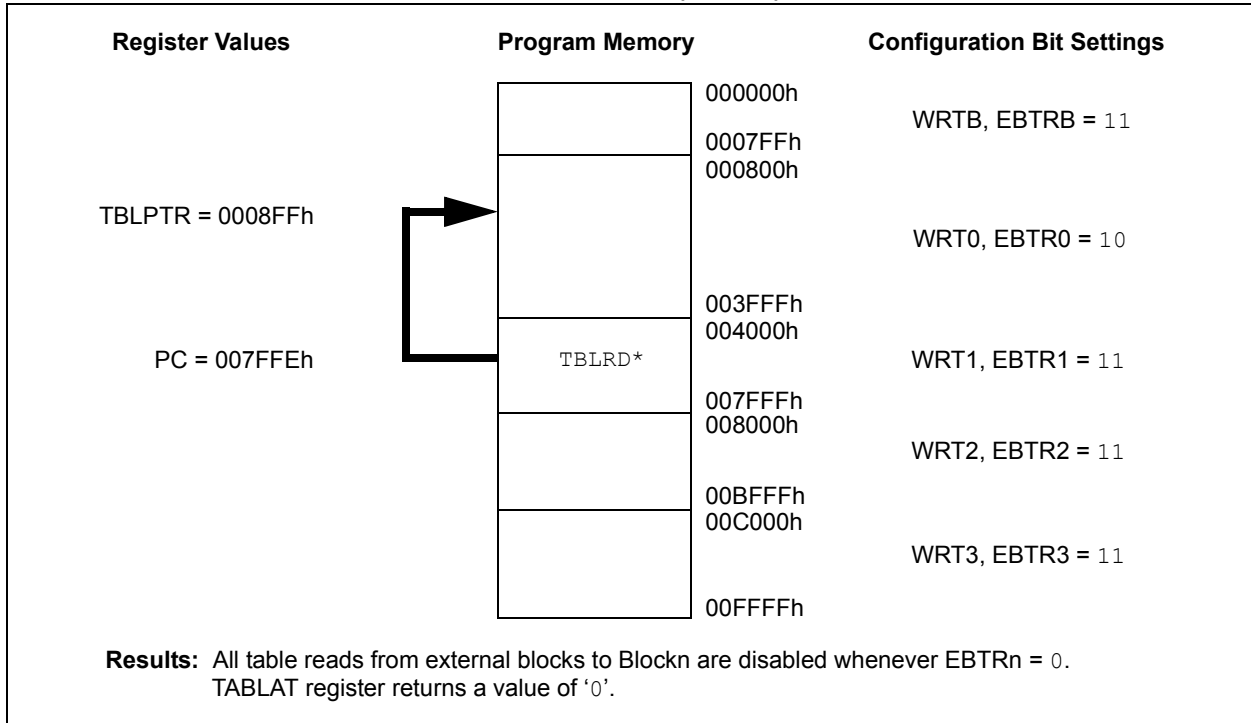 Register Values Program Memory Configuration Bit Settings
000000h
WRTB, EBTRB = 11
0007FFh
000800h
TBLPTR = 0008FFh
WRT0, EBTR0 = 10
003FFFh
004000h
PC = 007FFEh TBLRD* WRT1, EBTR1 = 11
007FFFh
008000h
WRT2, EBTR2 = 11
00BFFFh
00C000h
WRT3, EBTR3 = 11
00FFFFh
Results: All table reads from external blocks to Blockn are disabled whenever EBTRn = 0.
TABLAT register returns a value of ‘0’.